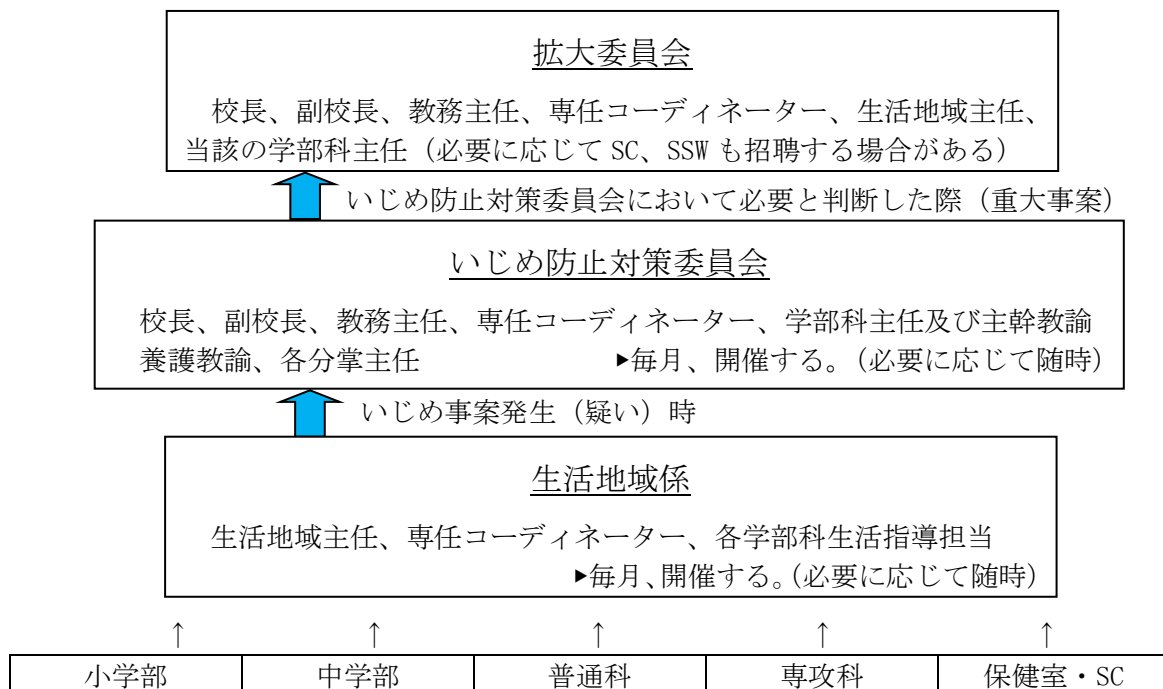 拡大委員会
校長、副校長、教務主任、専任コーディネーター、生活地域主任、
当該の学部科主任（必要に応じて SC、SSW も招聘する場合がある）
いじめ防止対策委員会において必要と判断した際（重大事案）
いじめ防止対策委員会
校長、副校長、教務主任、専任コーディネーター、学部科主任及び主幹教諭
養護教諭、各分掌主任　　　　　　　▶毎月、開催する。（必要に応じて随時）
いじめ事案発生（疑い）時
生活地域係
生活地域主任、専任コーディネーター、各学部科生活指導担当
▶毎月、開催する。（必要に応じて随時）
↑　↑　↑　↑　↑
小学部　中学部　普通科　専攻科　保健室・SC